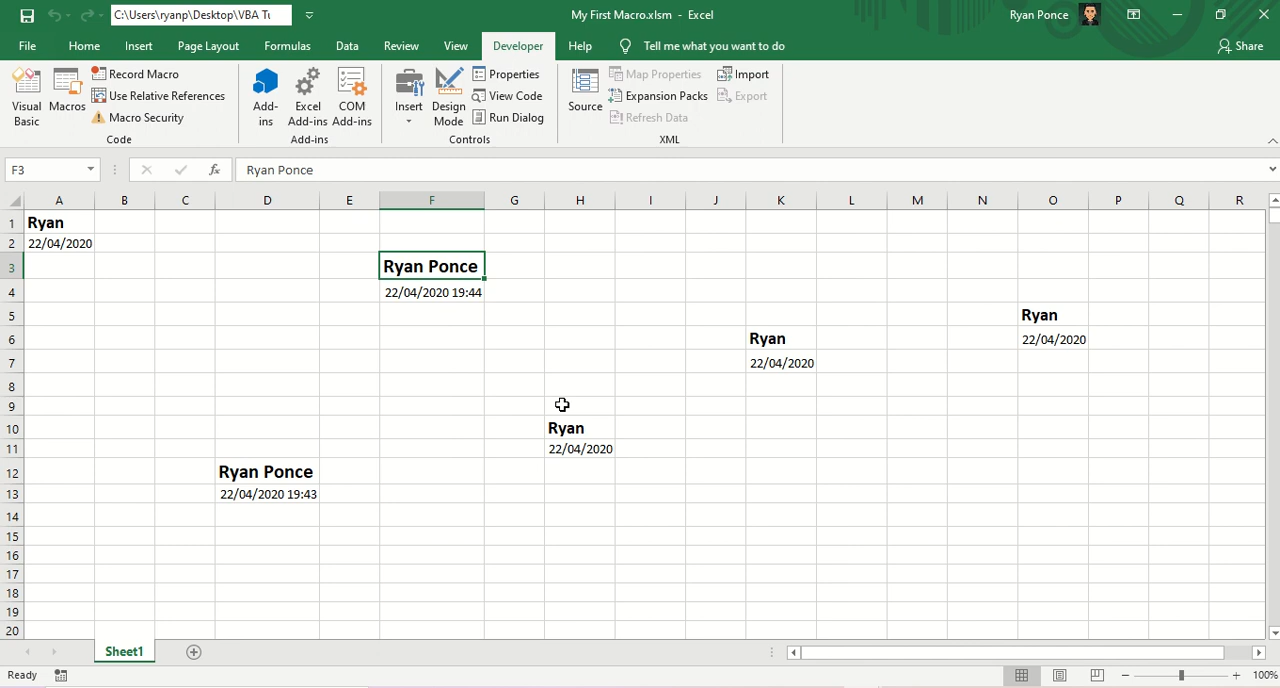 C:\Users\ryanp\Desktop\VBA Tu
My First Macro.xlsm - Excel
Ryan Ponce
File Home Insert Page Layout Formulas Data Review View Developer Help Tell me what you want to do Share
Visual Basic
Macros
Record Macro
Use Relative References
Macro Security
Code
Add-ins
Excel Add-ins
COM Add-ins
Add-ins
Insert
Design Mode
Properties
View Code
Run Dialog
Controls
Source
Map Properties
Expansion Packs
Refresh Data
Import
Export
XML
F3 fx Ryan Ponce
A B C D E F G H I J K L M N O P Q R
1 Ryan
2 22/04/2020
3 Ryan Ponce
4 22/04/2020 19:44
5 Ryan
6 Ryan 22/04/2020
7 22/04/2020
8
9
10 Ryan
11 22/04/2020
12 Ryan Ponce
13 22/04/2020 19:43
14
15
16
17
18
19
20
Sheet1
Ready
100%